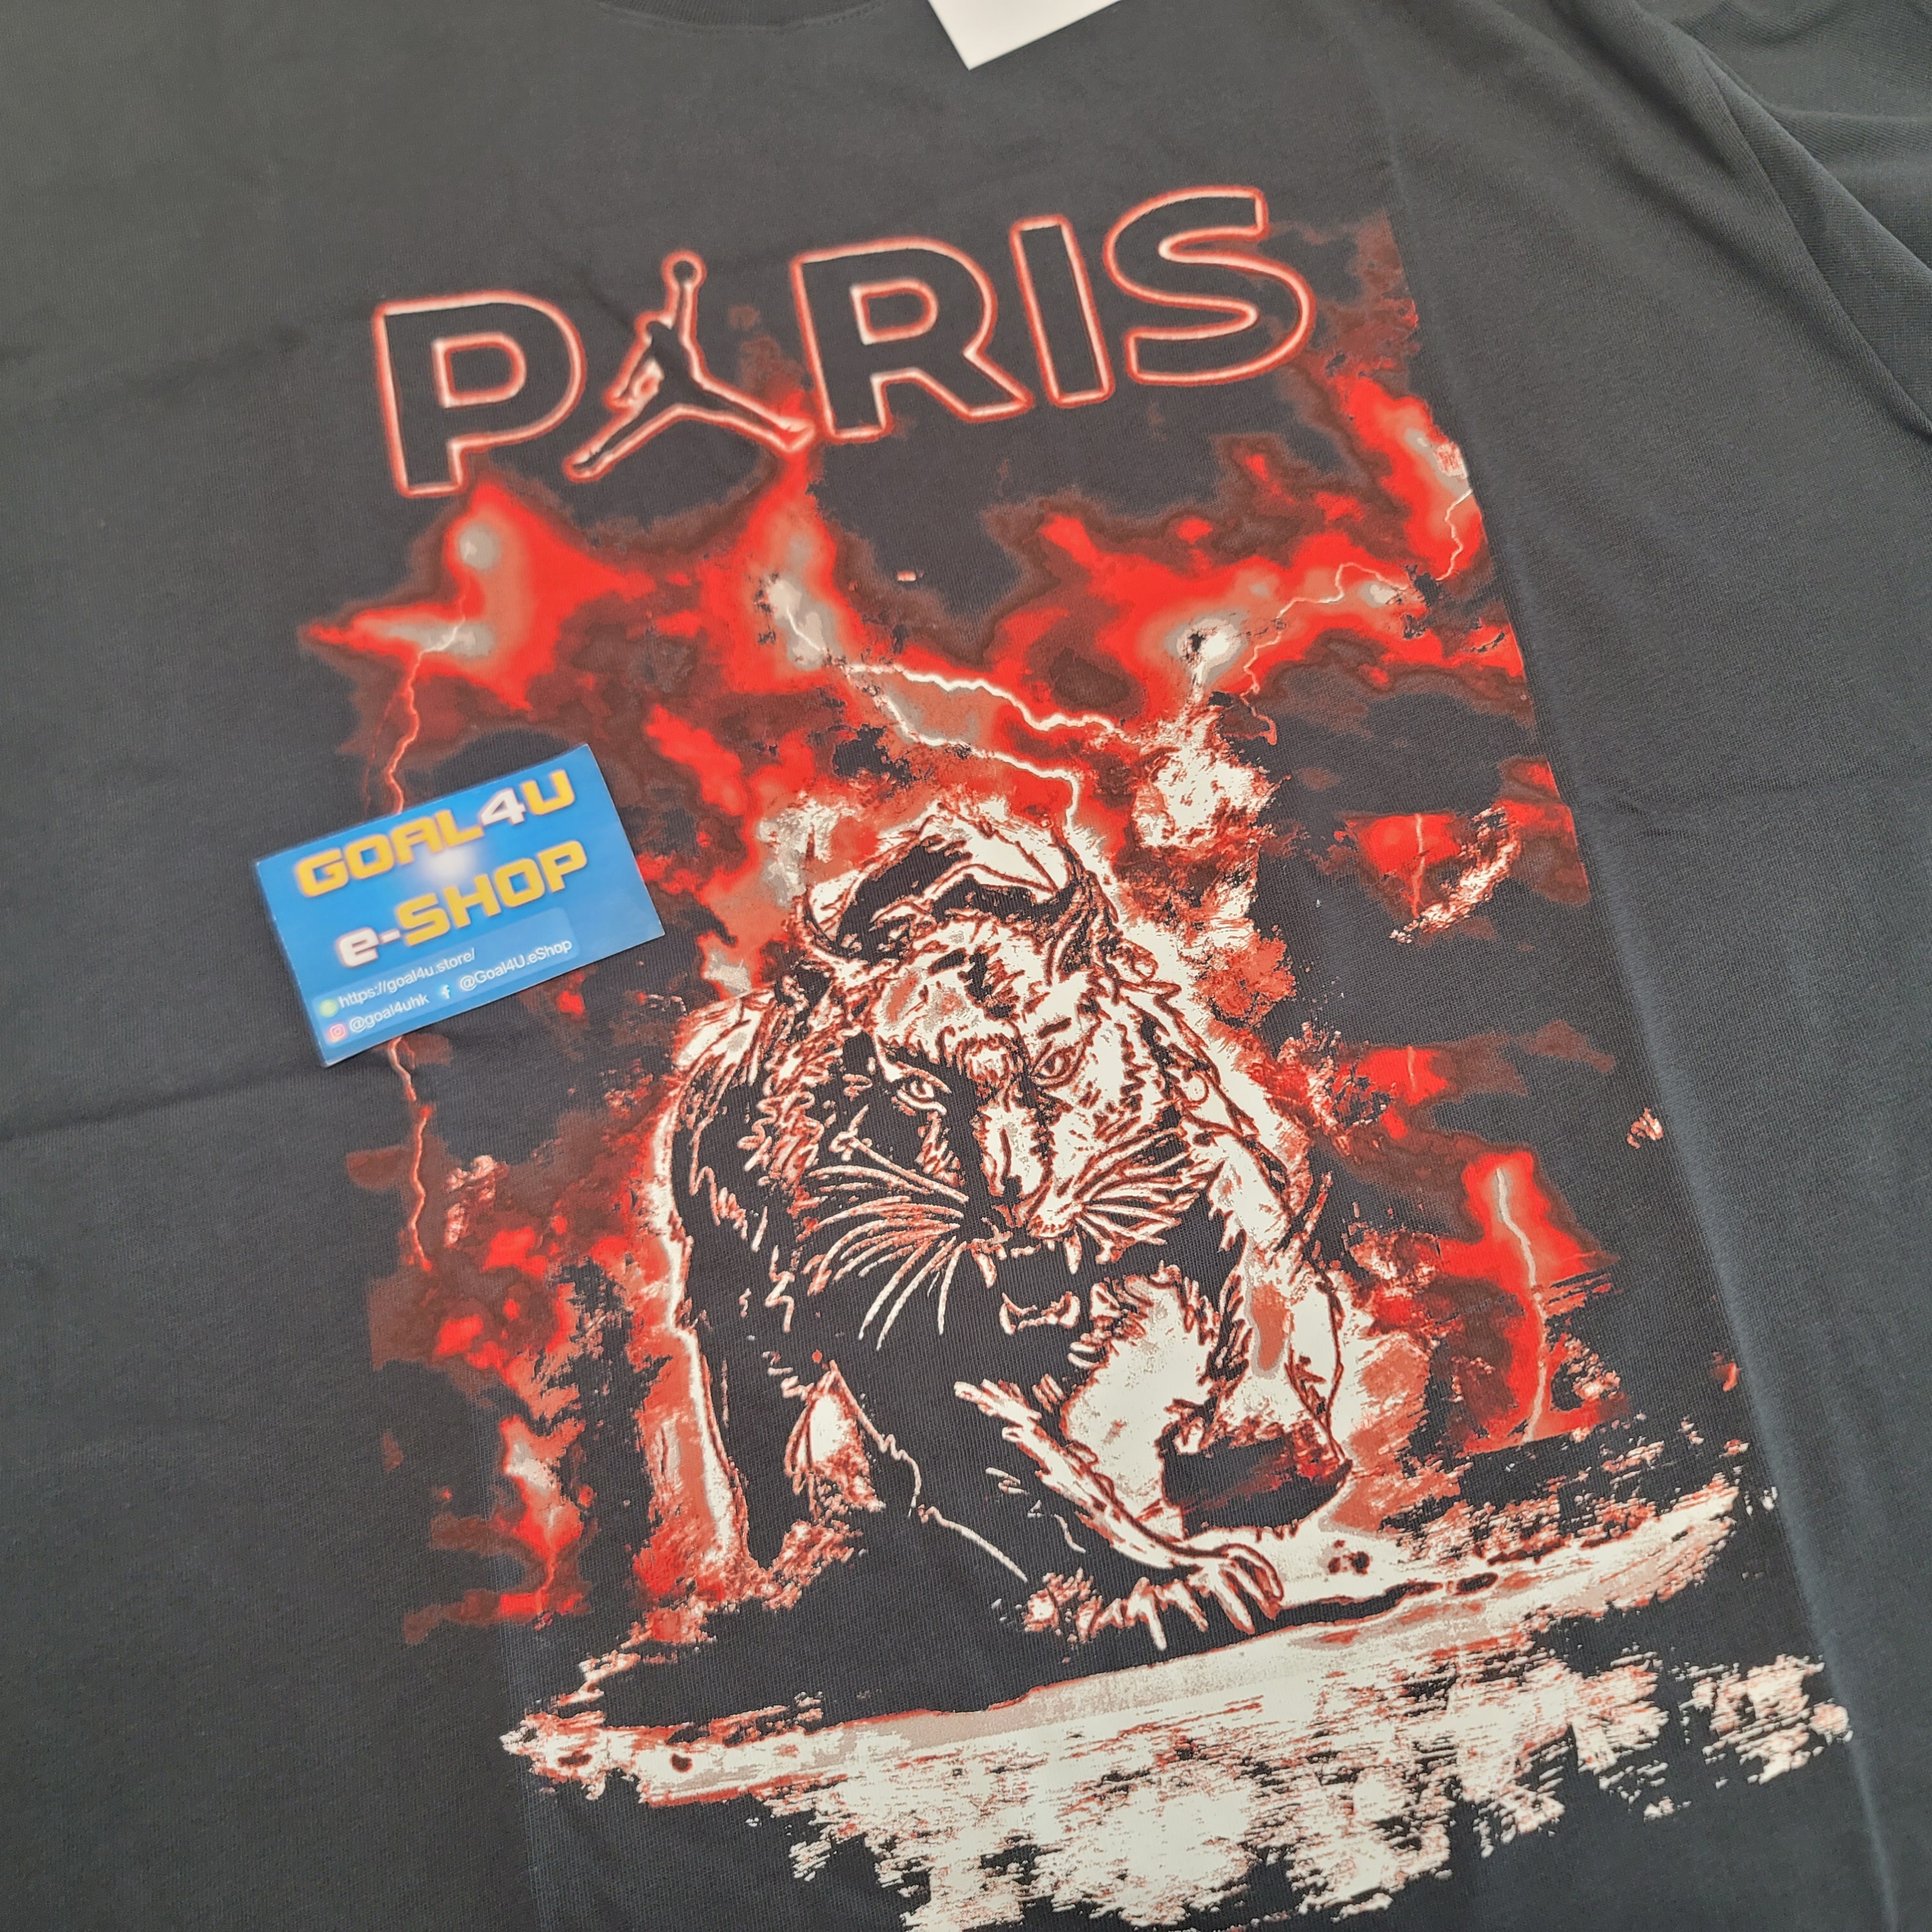 PARIS
GOAL4U
e-SHOP
https://goal4u.store/
@goal4uhk @Goal4U.eShop